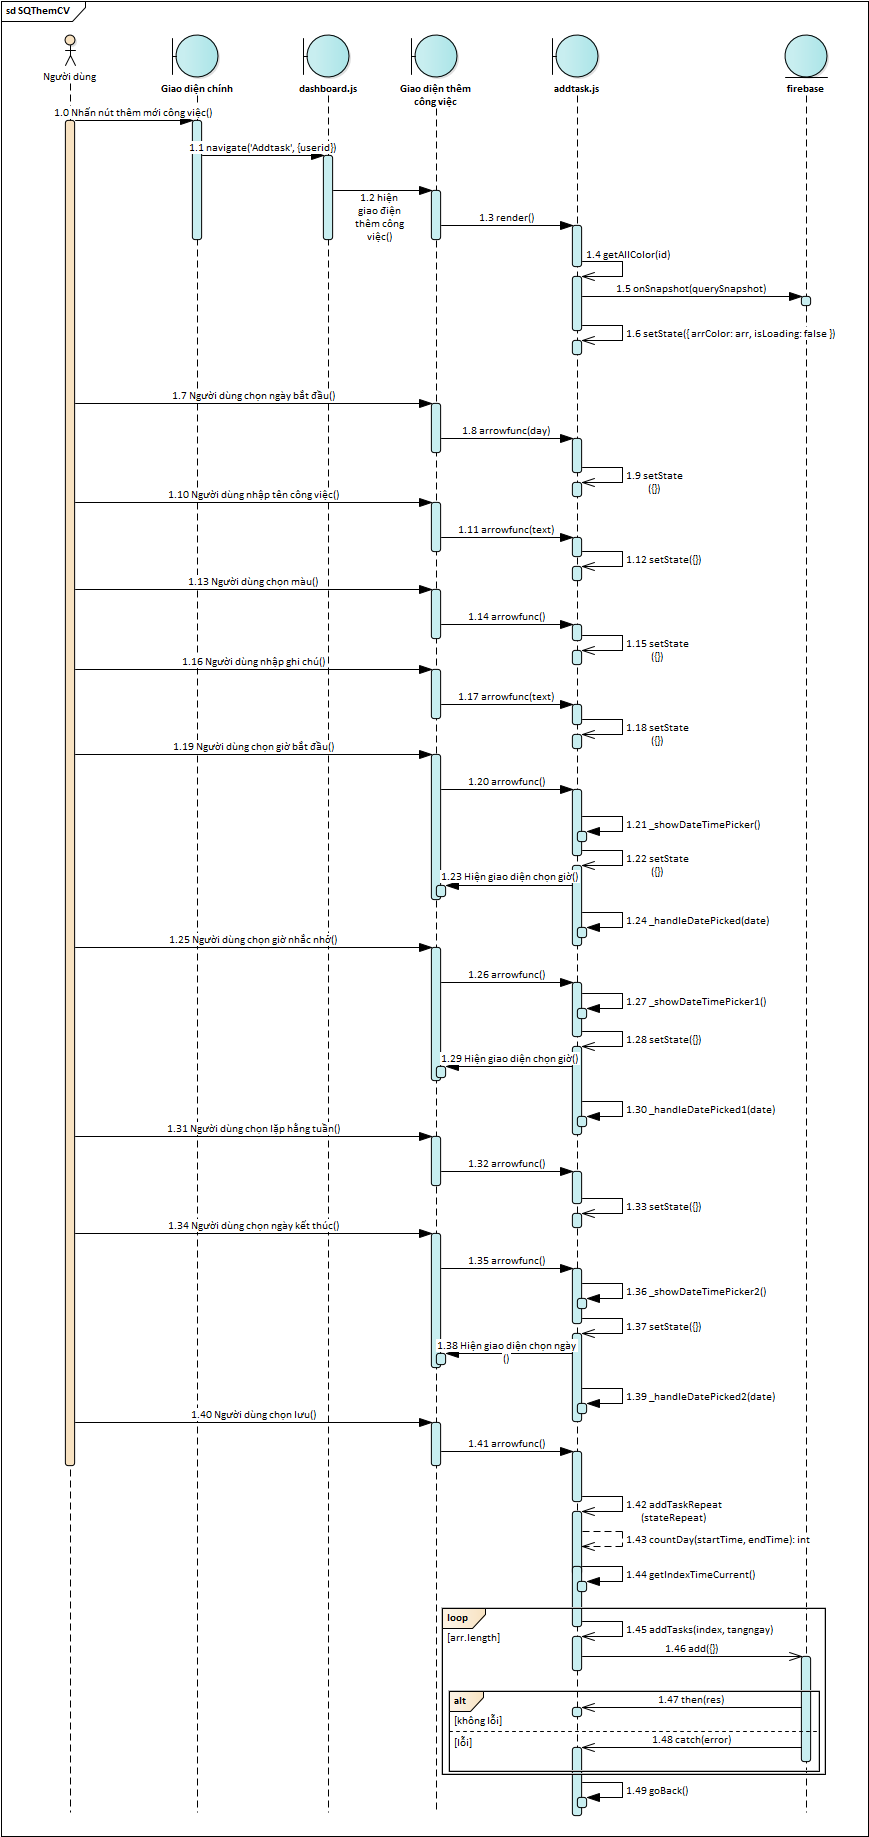 sd SQThemCV
Người dùng
Giao diện chính
dashboard.js
Giao diện thêm
công việc
addtask.js
firebase
1.0 Nhấn nút thêm mới công việc()
1.1 navigate('Addtask', {userid})
1.2 hiện
giao điện
thêm công
việc()
1.3 render()
1.4 getAllColor(id)
1.5 onSnapshot(querySnapshot)
1.6 setState({ arrColor: arr, isLoading: false })
1.7 Người dùng chọn ngày bắt đầu()
1.8 arrowfunc(day)
1.9 setState
({})
1.10 Người dùng nhập tên công việc()
1.11 arrowfunc(text)
1.12 setState({})
1.13 Người dùng chọn màu()
1.14 arrowfunc()
1.15 setState
({})
1.16 Người dùng nhập ghi chú()
1.17 arrowfunc(text)
1.18 setState
({})
1.19 Người dùng chọn giờ bắt đầu()
1.20 arrowfunc()
1.21 _showDateTimePicker()
1.22 setState
({})
1.23 Hiện giao diện chọn giờ()
1.24 _handleDatePicked(date)
1.25 Người dùng chọn giờ nhắc nhở()
1.26 arrowfunc()
1.27 _showDateTimePicker1()
1.28 setState({})
1.29 Hiện giao diện chọn giờ()
1.30 _handleDatePicked1(date)
1.31 Người dùng chọn lặp hằng tuần()
1.32 arrowfunc()
1.33 setState({})
1.34 Người dùng chọn ngày kết thúc()
1.35 arrowfunc()
1.36 _showDateTimePicker2()
1.37 setState({})
1.38 Hiện giao diện chọn ngày
()
1.39 _handleDatePicked2(date)
1.40 Người dùng chọn lưu()
1.41 arrowfunc()
1.42 addTaskRepeat
(stateRepeat)
1.43 countDay(startTime, endTime): int
1.44 getIndexTimeCurrent()
loop
[arr.length]
1.45 addTasks(index, tangngay)
1.46 add({})
alt
[không lỗi]
1.47 then(res)
[lỗi]
1.48 catch(error)
1.49 goBack()